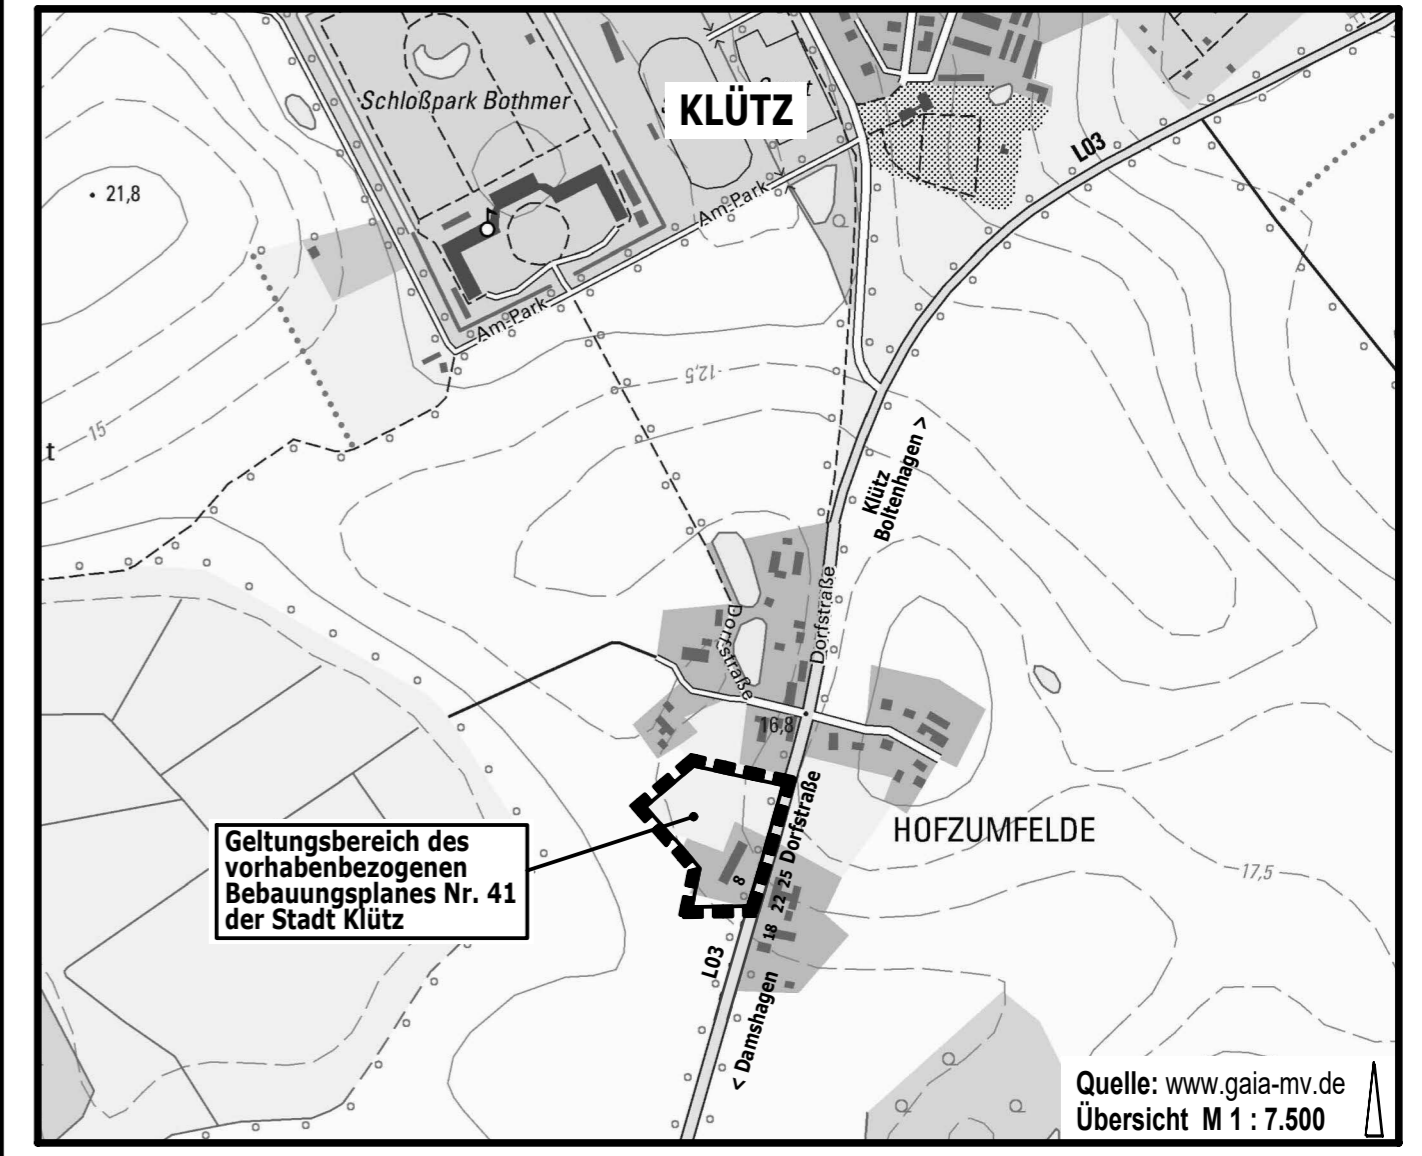 Schloßpark Bothmer
KLÜTZ
L03
21,8
Am-Park
Am-Park
12,5
15
t
Klütz
Boltenhagen >
Dorfstraße
Dorfstraße
16,8
Dorfstraße
HOFZUMFELDE
Geltungsbereich des
vorhabenbezogenen
Bebauungsplanes Nr. 41
der Stadt Klütz
8
25
22
18
17,5
L03
< Damshagen
Quelle: www.gaia-mv.de
Übersicht M 1 : 7.500